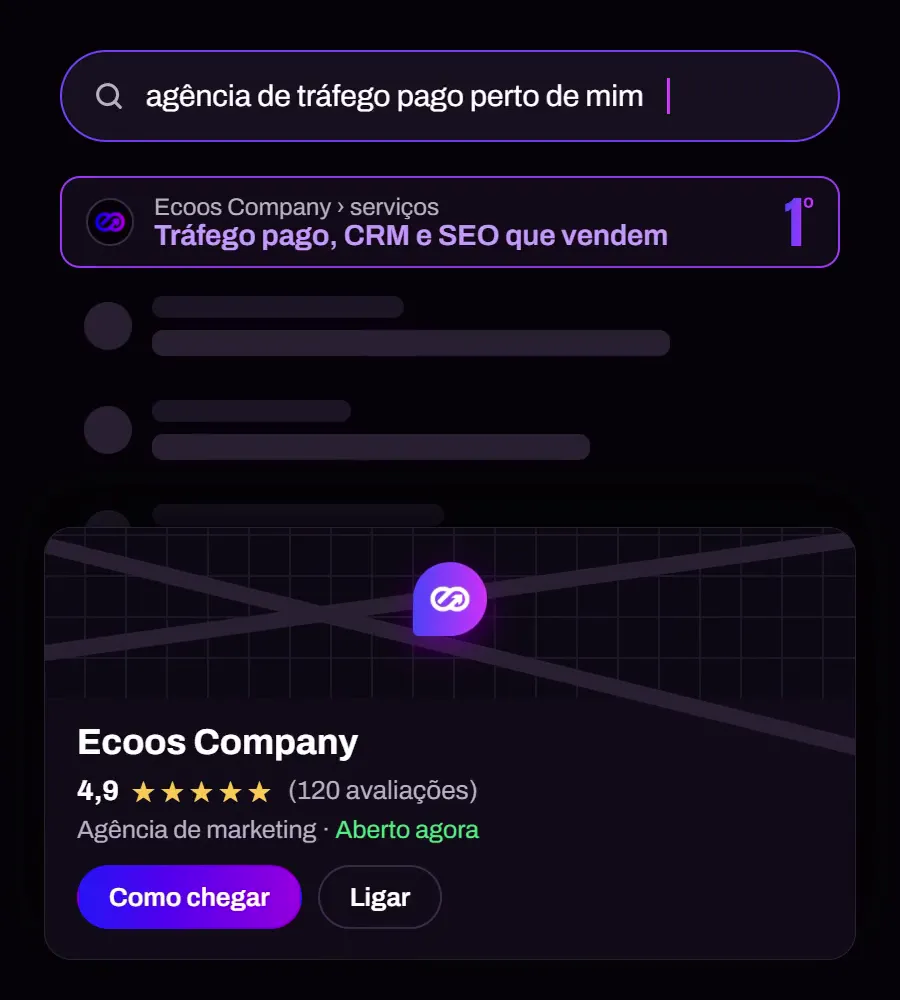 agência de tráfego pago perto de mim
Ecoos Company › serviços
Tráfego pago, CRM e SEO que vendem
1º
Ecoos Company
4,9 ★★★★★ (120 avaliações)
Agência de marketing · Aberto agora
Como chegar
Ligar